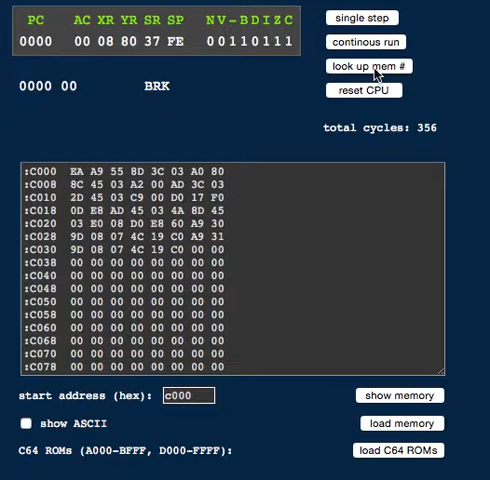 PC AC XR YR SR SP N V - B D I Z C
0000 00 08 80 37 FE 0 0 1 1 0 1 1 1
single step
continous run
look up mem #
0000 00 BRK
reset CPU
total cycles: 356
:C000 EA A9 55 8D 3C 03 A0 80
:C008 8C 45 03 A2 00 AD 3C 03
:C010 2D 45 03 C9 00 D0 17 F0
:C018 0D E8 AD 45 03 4A 8D 45
:C020 03 E0 08 D0 E8 60 A9 30
:C028 9D 08 07 4C 19 C0 A9 31
:C030 9D 08 07 4C 19 C0 00 00
:C038 00 00 00 00 00 00 00 00
:C040 00 00 00 00 00 00 00 00
:C048 00 00 00 00 00 00 00 00
:C050 00 00 00 00 00 00 00 00
:C058 00 00 00 00 00 00 00 00
:C060 00 00 00 00 00 00 00 00
:C068 00 00 00 00 00 00 00 00
:C070 00 00 00 00 00 00 00 00
:C078 00 00 00 00 00 00 00 00
start address (hex): c000 show memory
show ASCII load memory
C64 ROMs (A000-BFFF, D000-FFFF): load C64 ROMs